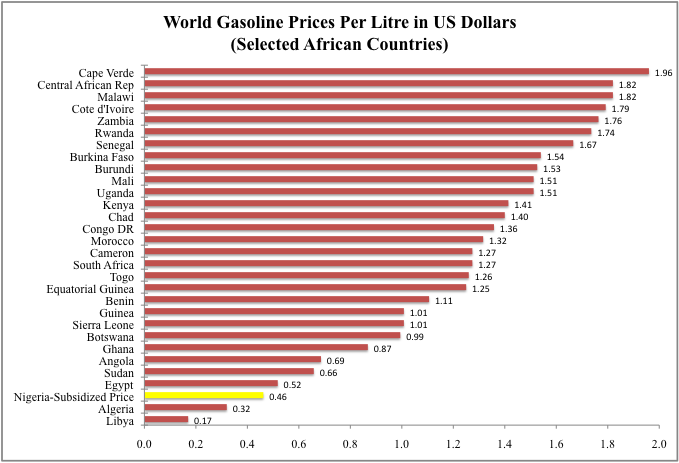 World Gasoline Prices Per Litre in US Dollars
(Selected African Countries)
Cape Verde 1.96
Central African Rep 1.82
Malawi 1.82
Cote d'Ivoire 1.79
Zambia 1.76
Rwanda 1.74
Senegal 1.67
Burkina Faso 1.54
Burundi 1.53
Mali 1.51
Uganda 1.51
Kenya 1.41
Chad 1.40
Congo DR 1.36
Morocco 1.32
Cameron 1.27
South Africa 1.27
Togo 1.26
Equatorial Guinea 1.25
Benin 1.11
Guinea 1.01
Sierra Leone 1.01
Botswana 0.99
Ghana 0.87
Angola 0.69
Sudan 0.66
Egypt 0.52
Nigeria-Subsidized Price 0.46
Algeria 0.32
Libya 0.17
0.0 0.2 0.4 0.6 0.8 1.0 1.2 1.4 1.6 1.8 2.0